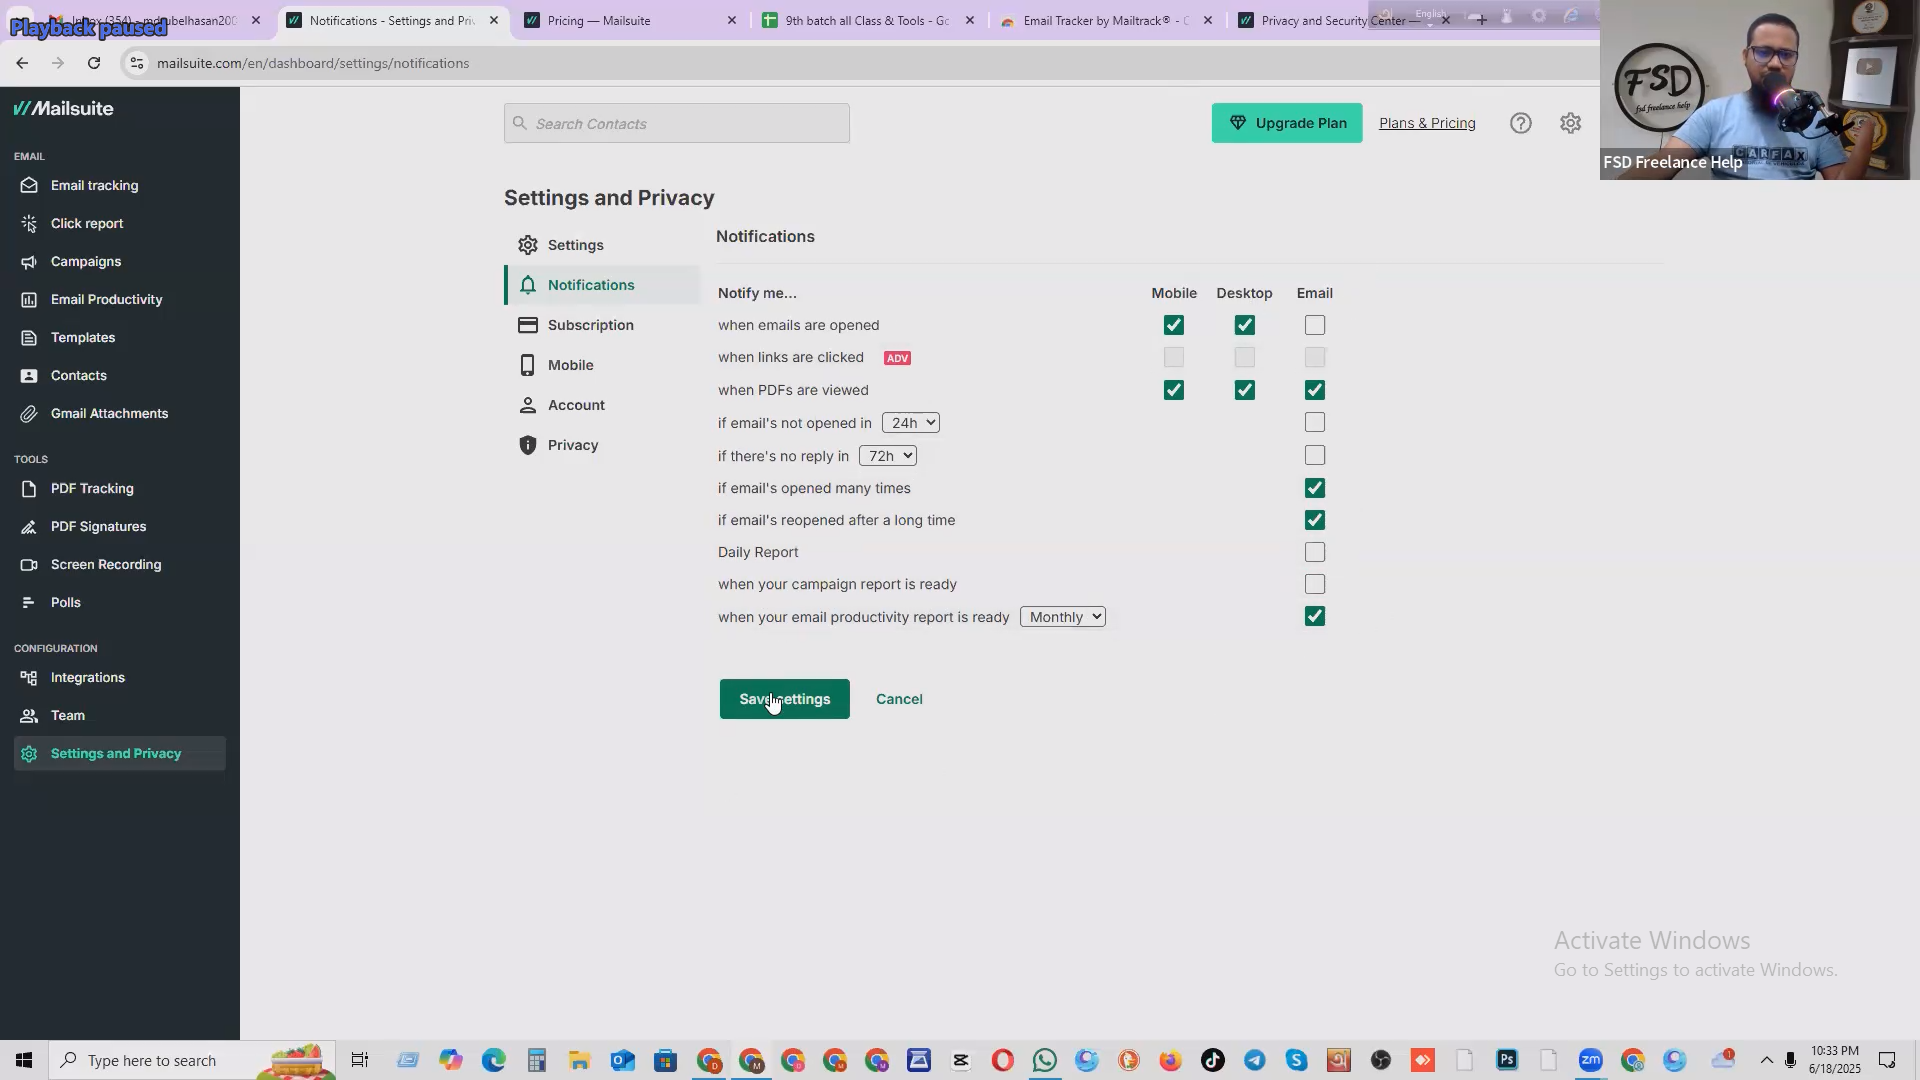 Playback paused
Inbox (354) - mdrubelhasan200
Notifications - Settings and Priv
Pricing — Mailsuite
9th batch all Class & Tools - Go
Email Tracker by Mailtrack® - C
Privacy and Security Center —
English
mailsuite.com/en/dashboard/settings/notifications
Mailsuite
Search Contacts
Upgrade Plan
Plans & Pricing
FSD
fsd freelance help
CARFAX
FSD Freelance Help
EMAIL
Email tracking
Click report
Campaigns
Email Productivity
Templates
Contacts
Gmail Attachments
TOOLS
PDF Tracking
PDF Signatures
Screen Recording
Polls
CONFIGURATION
Integrations
Team
Settings and Privacy
Settings and Privacy
Settings
Notifications
Subscription
Mobile
Account
Privacy
Notifications
Notify me... Mobile Desktop Email
when emails are opened
when links are clicked ADV
when PDFs are viewed
if email's not opened in 24h
if there's no reply in 72h
if email's opened many times
if email's reopened after a long time
Daily Report
when your campaign report is ready
when your email productivity report is ready Monthly
Save settings Cancel
Activate Windows
Go to Settings to activate Windows.
Type here to search
10:33 PM
6/18/2025